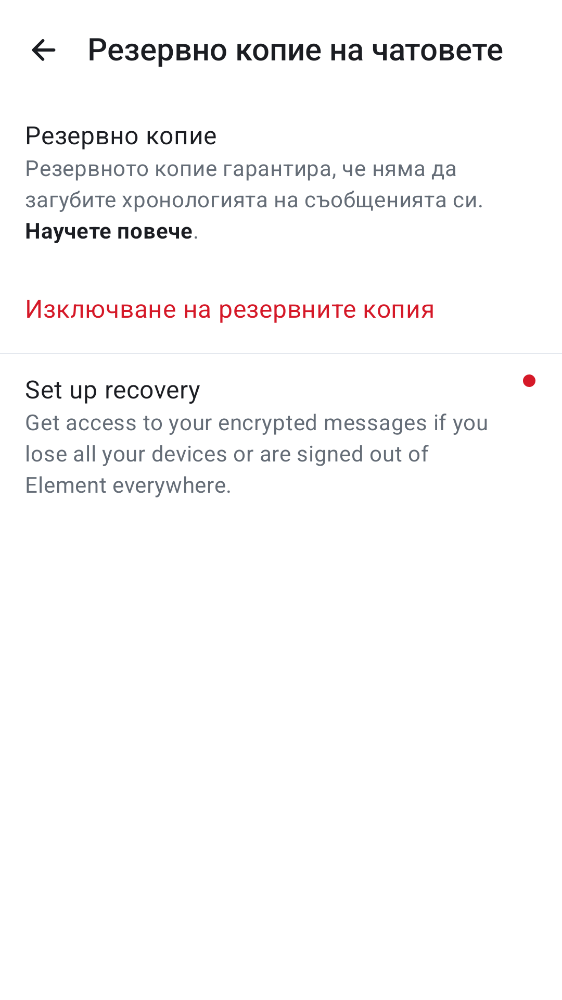 Резервно копие на чатовете
Резервно копие
Резервното копие гарантира, че няма да
загубите хронологията на съобщенията си.
Научете повече.
Изключване на резервните копия
Set up recovery
Get access to your encrypted messages if you
lose all your devices or are signed out of
Element everywhere.